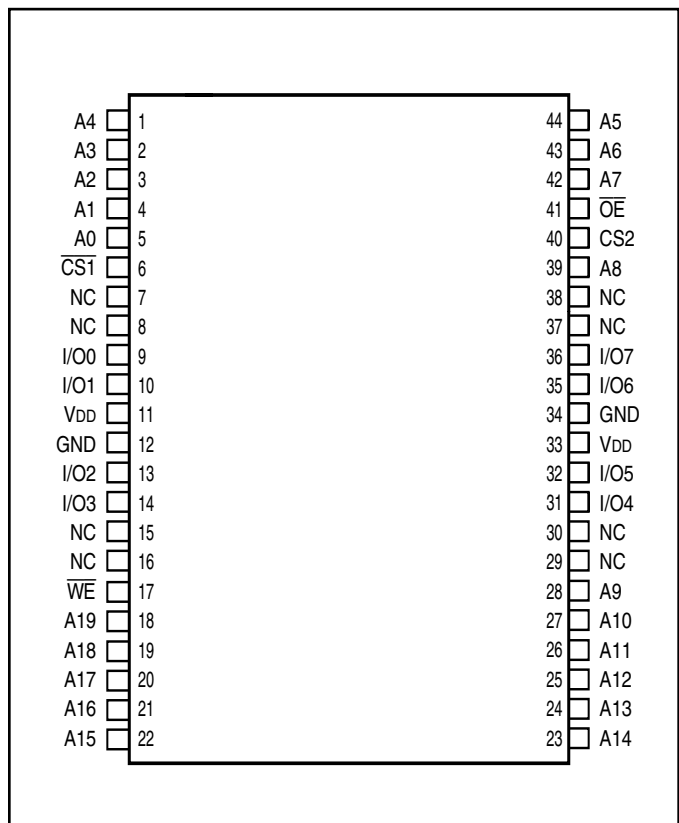 A4 1 44 A5
A3 2 43 A6
A2 3 42 A7
A1 4 41 O̅E̅
A0 5 40 CS2
C̅S̅1̅ 6 39 A8
NC 7 38 NC
NC 8 37 NC
I/O0 9 36 I/O7
I/O1 10 35 I/O6
VDD 11 34 GND
GND 12 33 VDD
I/O2 13 32 I/O5
I/O3 14 31 I/O4
NC 15 30 NC
NC 16 29 NC
W̅E̅ 17 28 A9
A19 18 27 A10
A18 19 26 A11
A17 20 25 A12
A16 21 24 A13
A15 22 23 A14